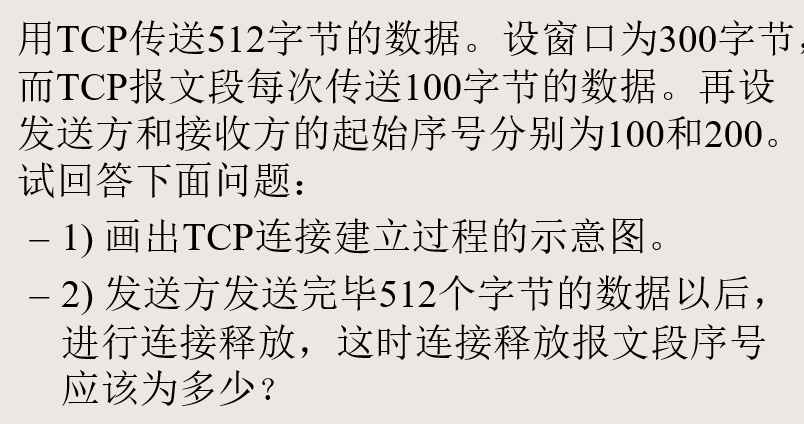 用TCP传送512字节的数据。设窗口为300字节，
而TCP报文段每次传送100字节的数据。再设
发送方和接收方的起始序号分别为100和200。
试回答下面问题：
– 1) 画出TCP连接建立过程的示意图。
– 2) 发送方发送完毕512个字节的数据以后，
进行连接释放，这时连接释放报文段序号
应该为多少？